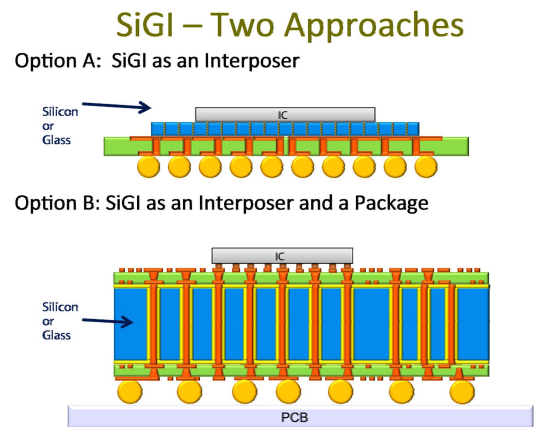 SiGI – Two Approaches
Option A:  SiGI as an Interposer
Silicon
or
Glass
IC
Option B: SiGI as an Interposer and a Package
IC
Silicon
or
Glass
PCB